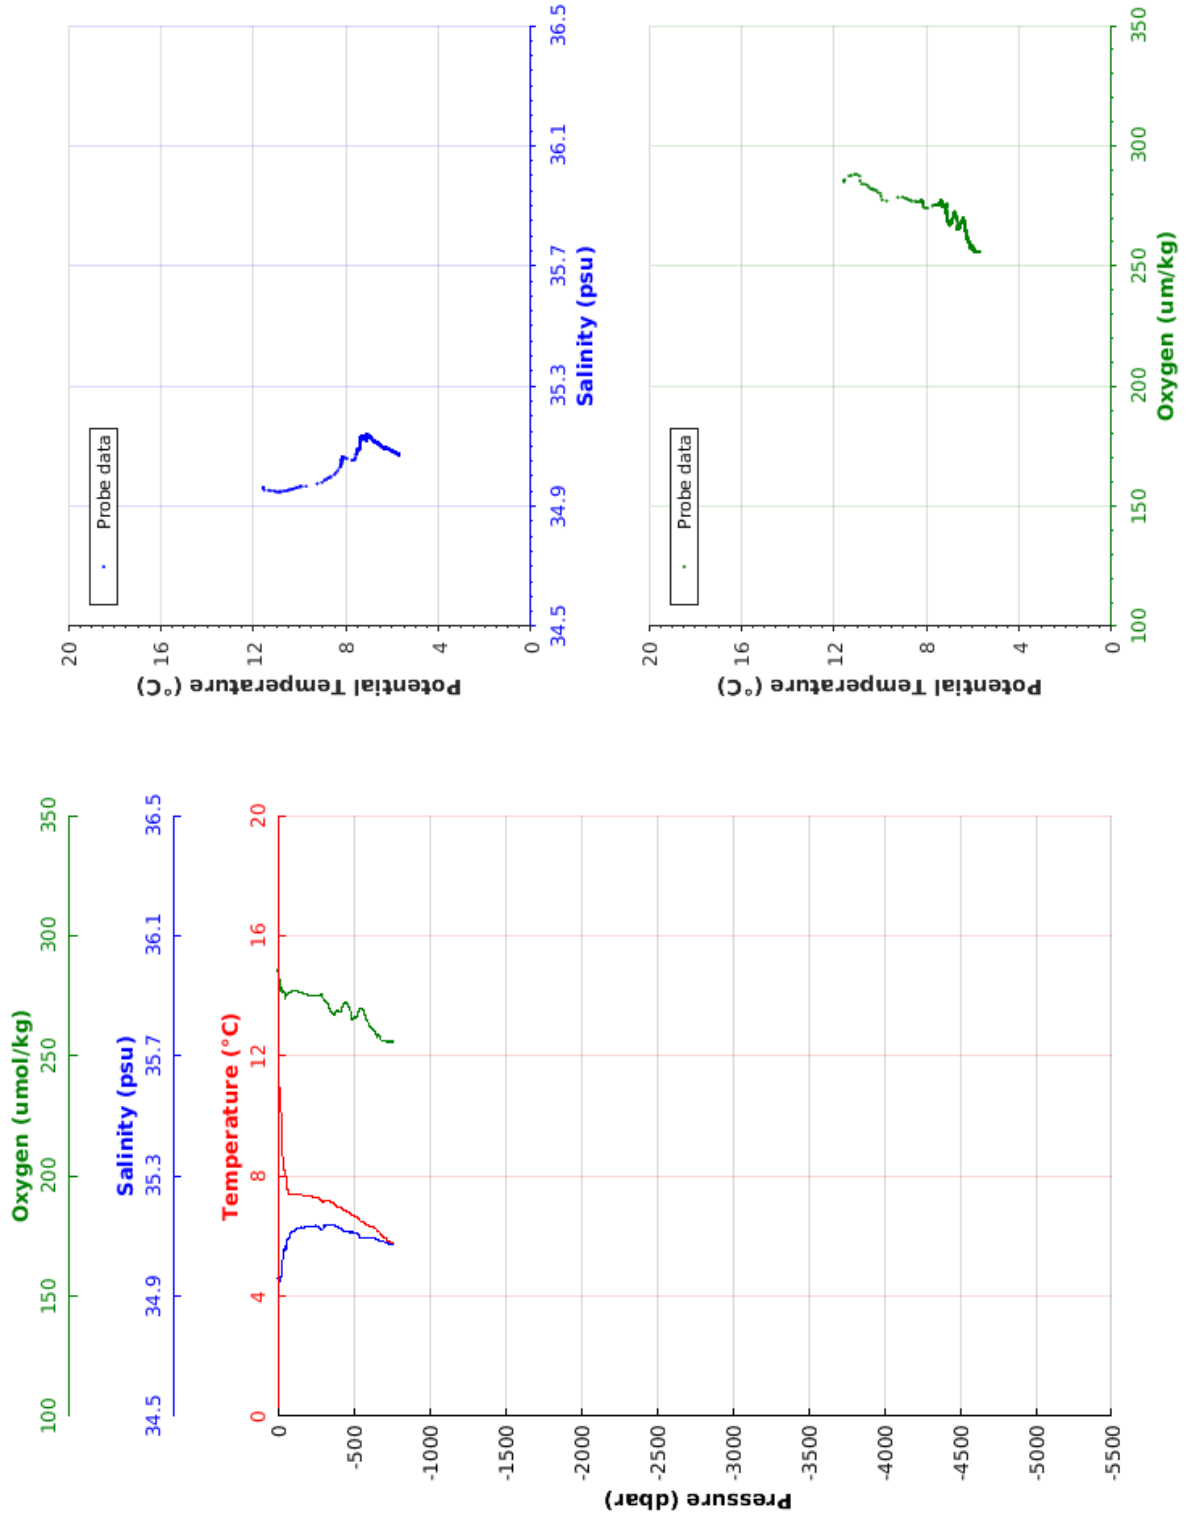 Oxygen (umol/kg)
100 150 200 250 300 350
Salinity (psu)
34.5 34.9 35.3 35.7 36.1 36.5
Temperature (°C)
0 4 8 12 16 20
Pressure (dbar)
0
-500
-1000
-1500
-2000
-2500
-3000
-3500
-4000
-4500
-5000
-5500
Potential Temperature (°C)
20
16
12
8
4
0
Probe data
34.5 34.9 35.3 35.7 36.1 36.5
Salinity (psu)
Potential Temperature (°C)
20
16
12
8
4
0
Probe data
100 150 200 250 300 350
Oxygen (um/kg)